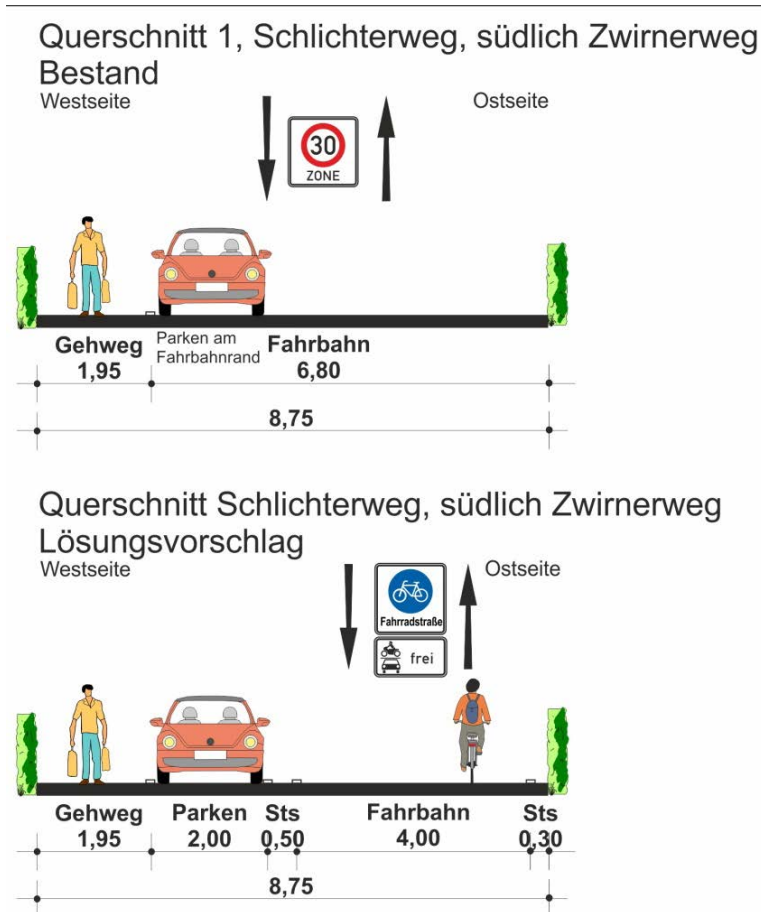 Querschnitt 1, Schlichterweg, südlich Zwirnerweg
Bestand
Westseite
Ostseite
30
ZONE
Gehweg
1,95
Parken am
Fahrbahnrand
Fahrbahn
6,80
8,75
Querschnitt Schlichterweg, südlich Zwirnerweg
Lösungsvorschlag
Westseite
Ostseite
Fahrradstraße
frei
Gehweg Parken Sts Fahrbahn Sts
1,95 2,00 0,50 4,00 0,30
8,75